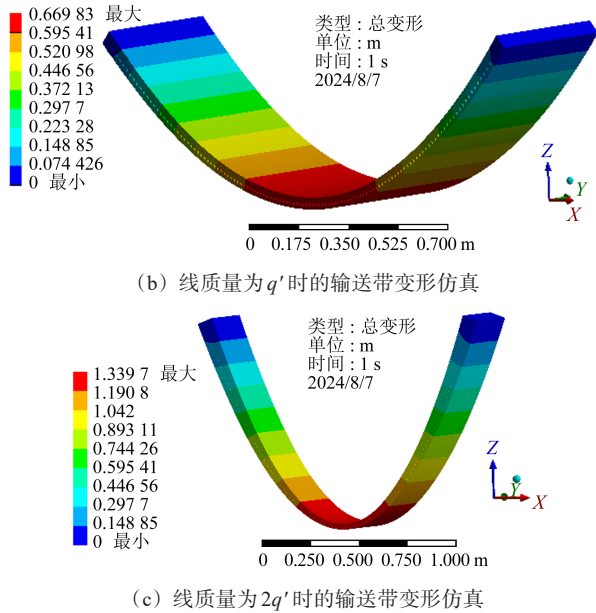 0.669 83 最大
0.595 41
0.520 98
0.446 56
0.372 13
0.297 7
0.223 28
0.148 85
0.074 426
0 最小
类型：总变形
单位：m
时间：1 s
2024/8/7
Z
Y
X
0 0.175 0.350 0.525 0.700 m
（b）线质量为q′时的输送带变形仿真
类型：总变形
单位：m
时间：1 s
2024/8/7
1.339 7 最大
1.190 8
1.042
0.893 11
0.744 26
0.595 41
0.446 56
0.297 7
0.148 85
0 最小
Z
Y
X
0 0.250 0.500 0.750 1.000 m
（c）线质量为2q′时的输送带变形仿真